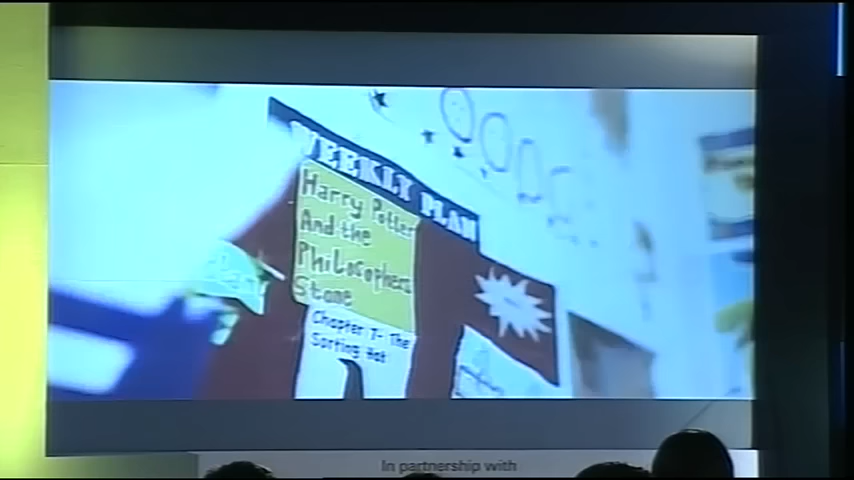 WEEKLY PLAN
Harry Potter
And the
Philosophers
Stone
Chapter 7- The
Sorting Hat
In partnership with